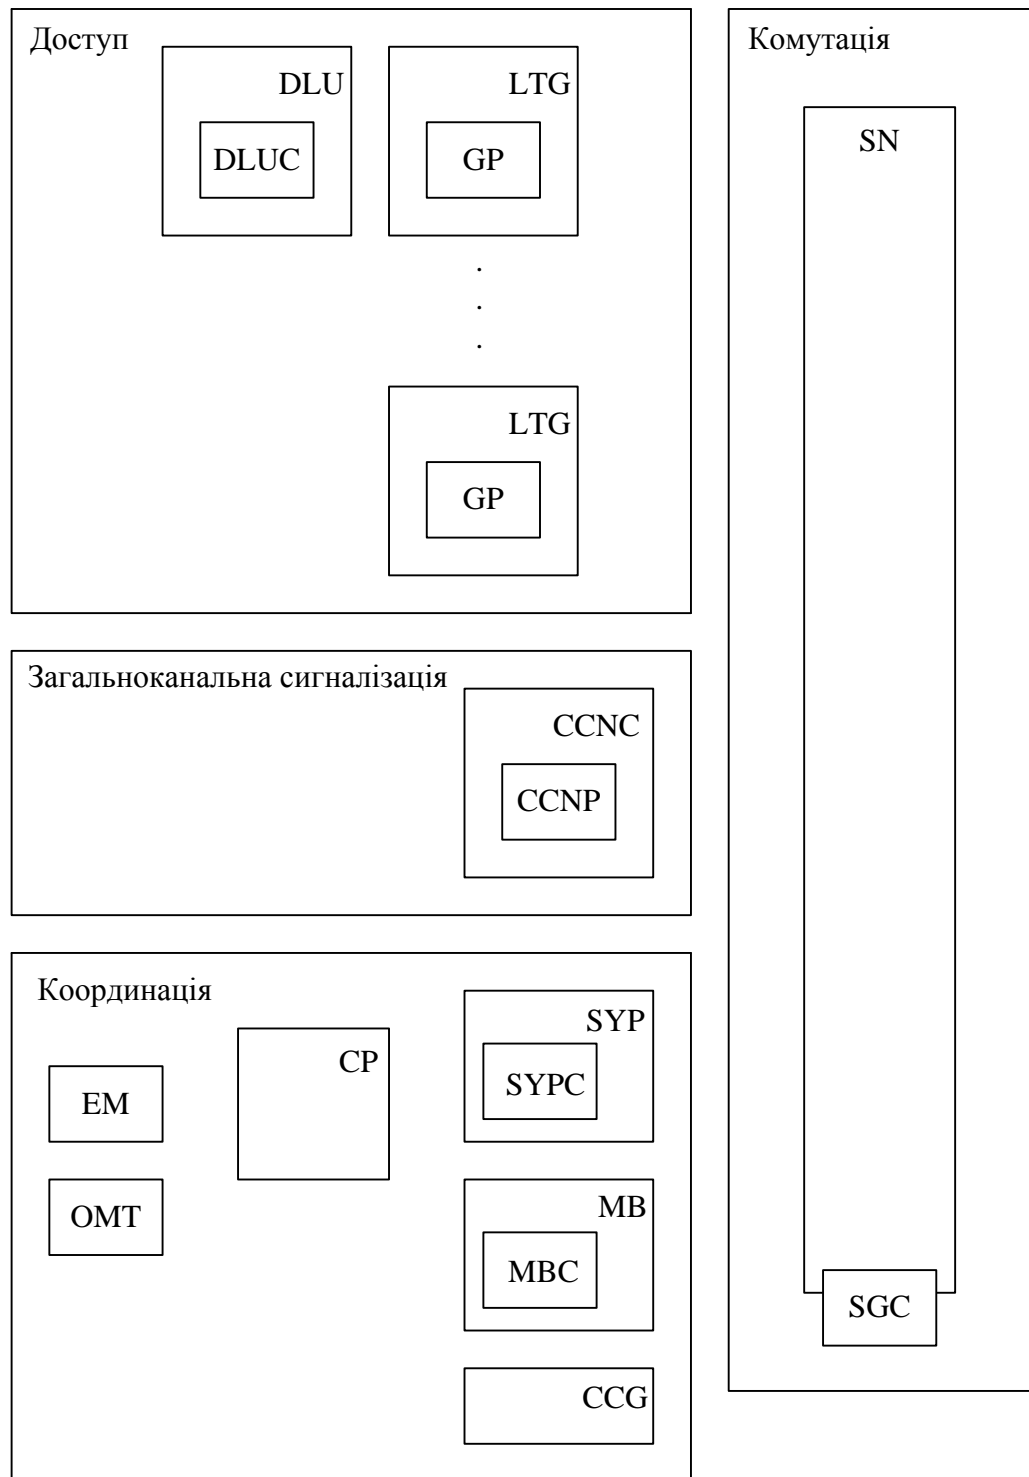 Доступ
DLU
DLUC
LTG
GP
.
.
.
LTG
GP
Загальноканальна сигналізація
CCNC
CCNP
Координація
EM
OMT
CP
SYP
SYPC
MB
MBC
CCG
Комутація
SN
SGC